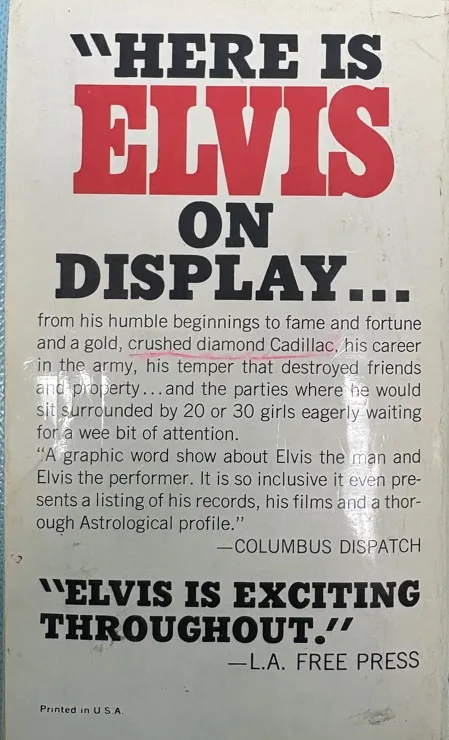 "HERE IS
ELVIS
ON
DISPLAY...
from his humble beginnings to fame and fortune
and a gold, crushed diamond Cadillac, his career
in the army, his temper that destroyed friends
and property...and the parties where he would
sit surrounded by 20 or 30 girls eagerly waiting
for a wee bit of attention.
"A graphic word show about Elvis the man and
Elvis the performer. It is so inclusive it even pre-
sents a listing of his records, his films and a thor-
ough Astrological profile."
—COLUMBUS DISPATCH
"ELVIS IS EXCITING
THROUGHOUT."
—L.A. FREE PRESS
Printed in U.S.A.